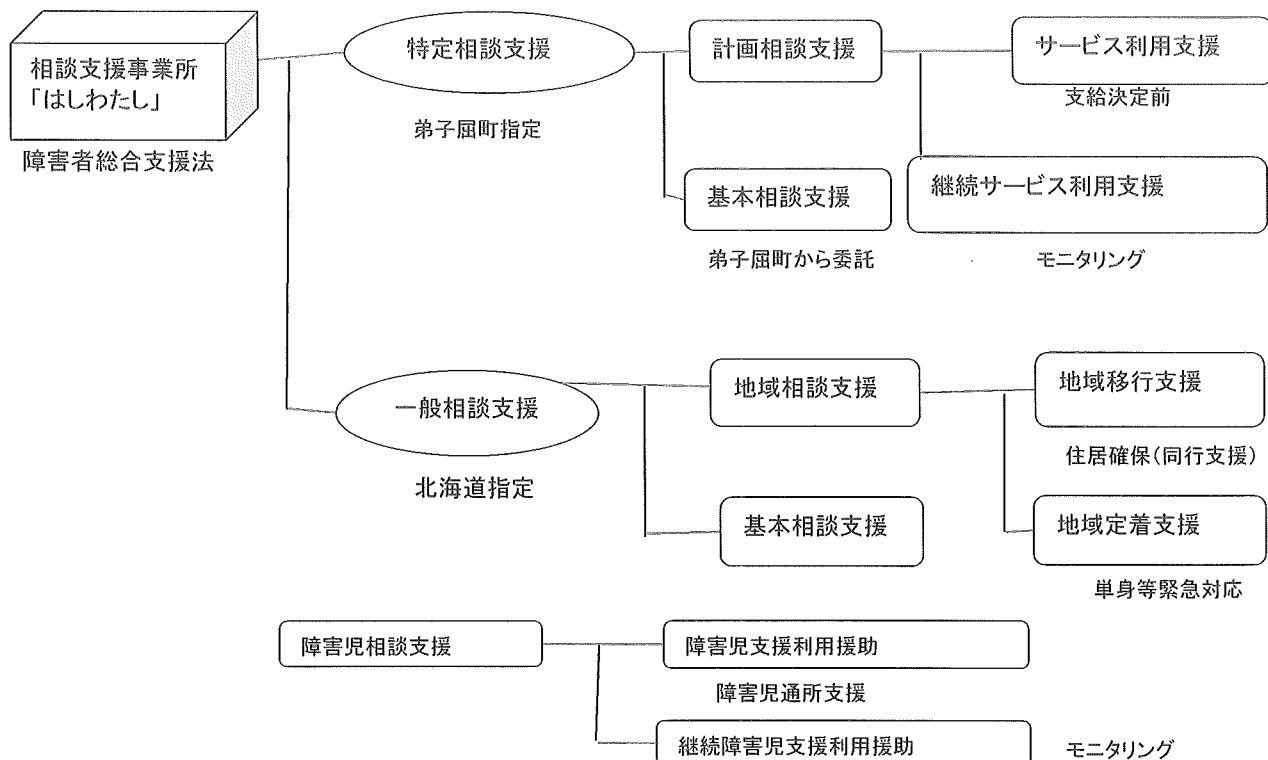 相談支援事業所
「はしわたし」
障害者総合支援法
特定相談支援
弟子屈町指定
計画相談支援
サービス利用支援
支給決定前
基本相談支援
弟子屈町から委託
継続サービス利用支援
モニタリング
一般相談支援
北海道指定
地域相談支援
地域移行支援
住居確保(同行支援)
基本相談支援
地域定着支援
単身等緊急対応
障害児相談支援
障害児支援利用援助
障害児通所支援
継続障害児支援利用援助
モニタリング